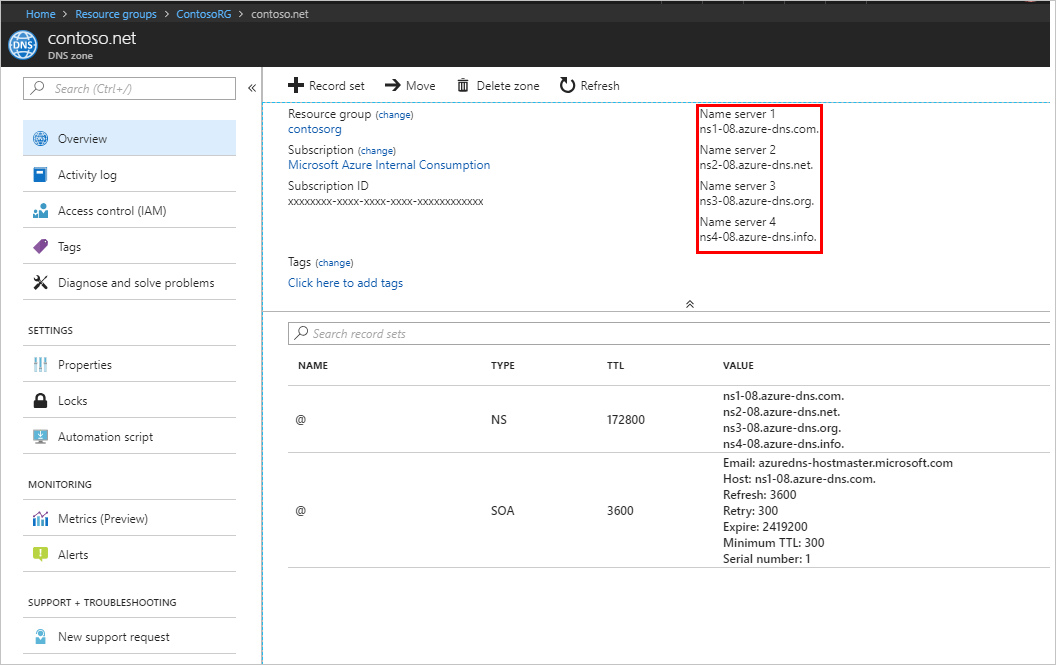 Home > Resource groups > ContosoRG > contoso.net
DNS
contoso.net
DNS zone
Search (Ctrl+/)
«
Overview
Activity log
Access control (IAM)
Tags
Diagnose and solve problems
SETTINGS
Properties
Locks
Automation script
MONITORING
Metrics (Preview)
Alerts
SUPPORT + TROUBLESHOOTING
New support request
Record set Move Delete zone Refresh
Resource group (change)
contosorg
Subscription (change)
Microsoft Azure Internal Consumption
Subscription ID
xxxxxxxx-xxxx-xxxx-xxxx-xxxxxxxxxxxx
Name server 1
ns1-08.azure-dns.com.
Name server 2
ns2-08.azure-dns.net.
Name server 3
ns3-08.azure-dns.org.
Name server 4
ns4-08.azure-dns.info.
Tags (change)
Click here to add tags
Search record sets
NAME TYPE TTL VALUE
@ NS 172800
ns1-08.azure-dns.com.
ns2-08.azure-dns.net.
ns3-08.azure-dns.org.
ns4-08.azure-dns.info.
@ SOA 3600
Email: azuredns-hostmaster.microsoft.com
Host: ns1-08.azure-dns.com.
Refresh: 3600
Retry: 300
Expire: 2419200
Minimum TTL: 300
Serial number: 1